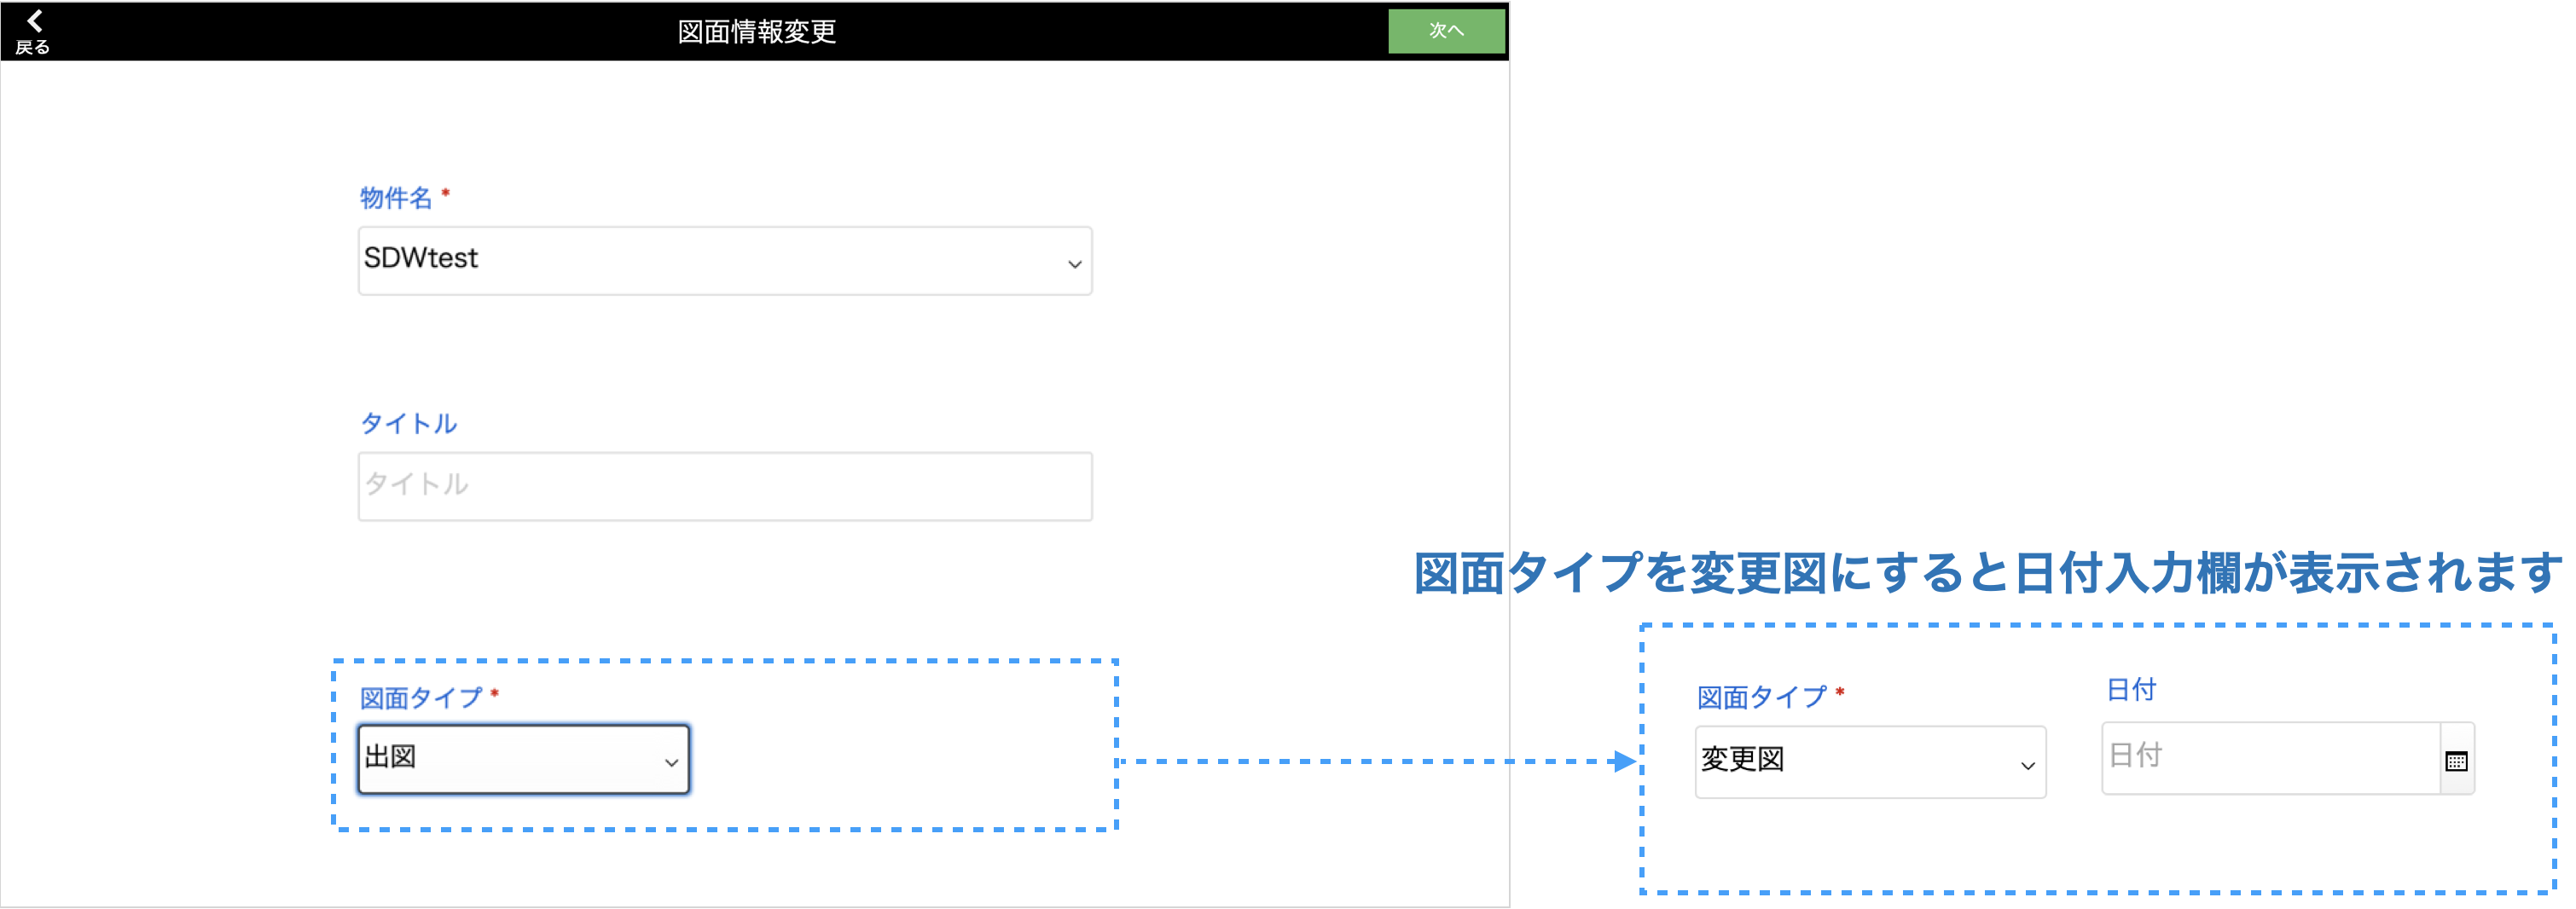 戻る
図面情報変更
次へ
物件名 *
SDWtest
タイトル
タイトル
図面タイプ *
出図
図面タイプを変更図にすると日付入力欄が表示されます
図面タイプ *
日付
変更図
日付